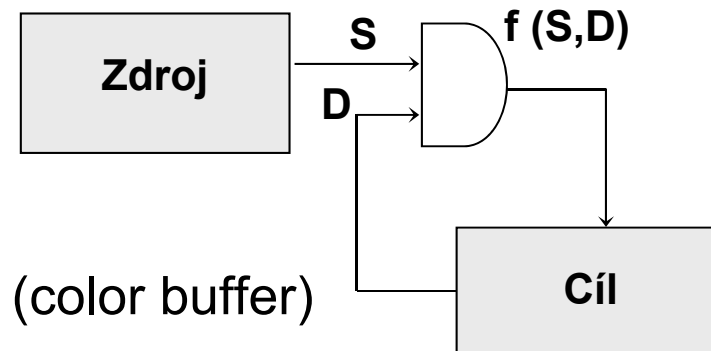 S
f (S,D)
Zdroj
D
(color buffer)
Cíl